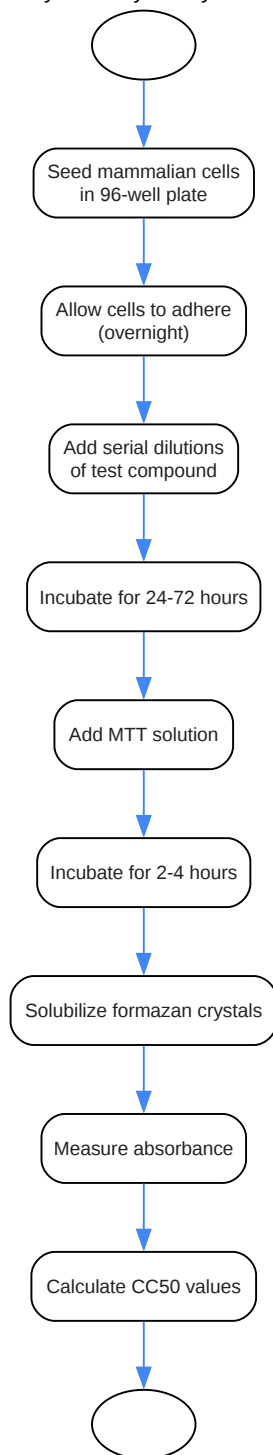 Seed mammalian cells
in 96-well plate
Allow cells to adhere
(overnight)
Add serial dilutions
of test compound
Incubate for 24-72 hours
Add MTT solution
Incubate for 2-4 hours
Solubilize formazan crystals
Measure absorbance
Calculate CC50 values